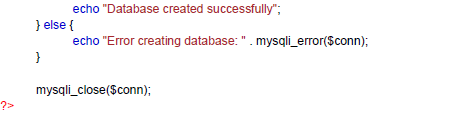 echo "Database created successfully";
} else {
echo "Error creating database: " . mysqli_error($conn);
}
mysqli_close($conn);
?>